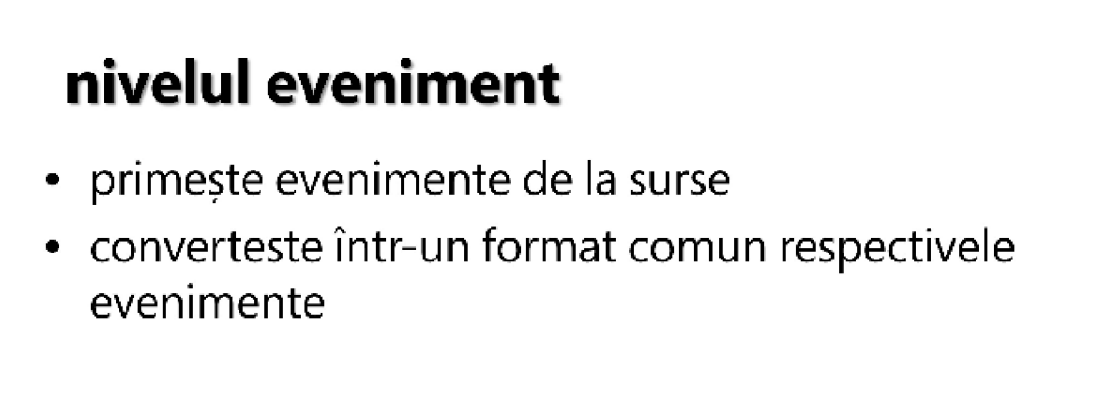 nivelul eveniment
• primește evenimente de la surse
• converteste într-un format comun respectivele
evenimente